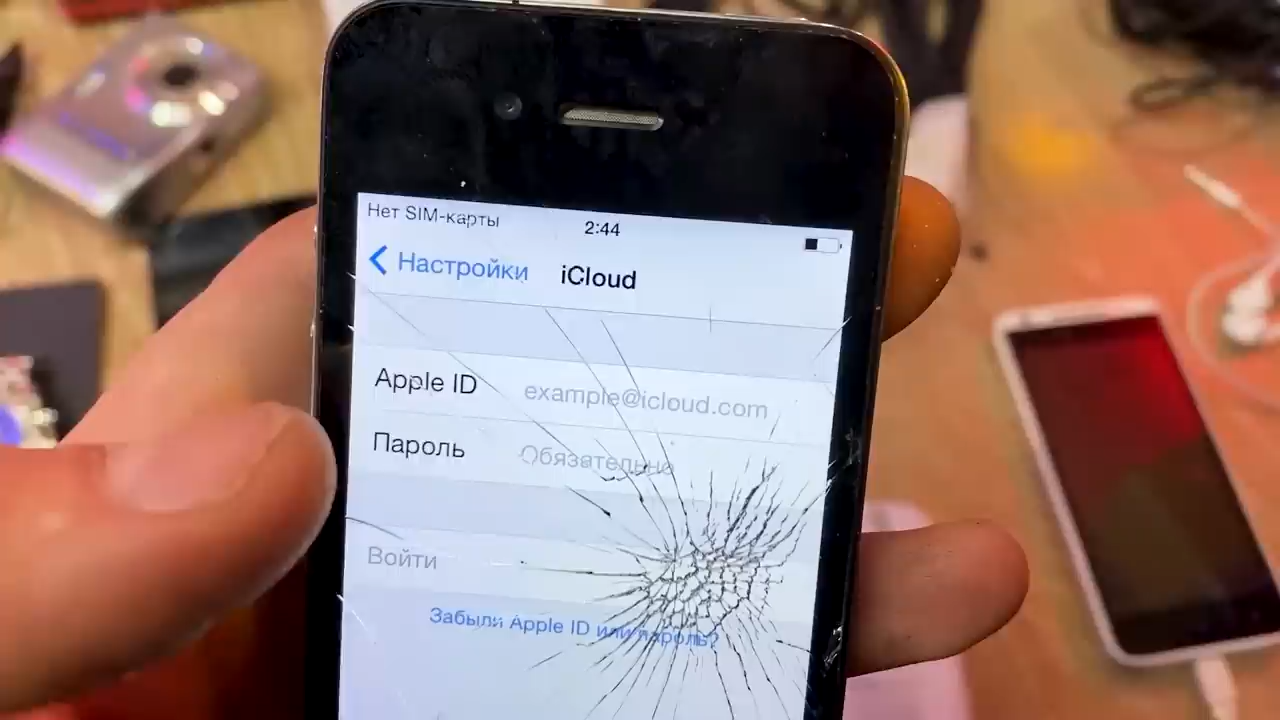 Нет SIM-карты 2:44
Настройки iCloud
Apple ID example@icloud.com
Пароль Обязательно
Войти
Забыли Apple ID или пароль?